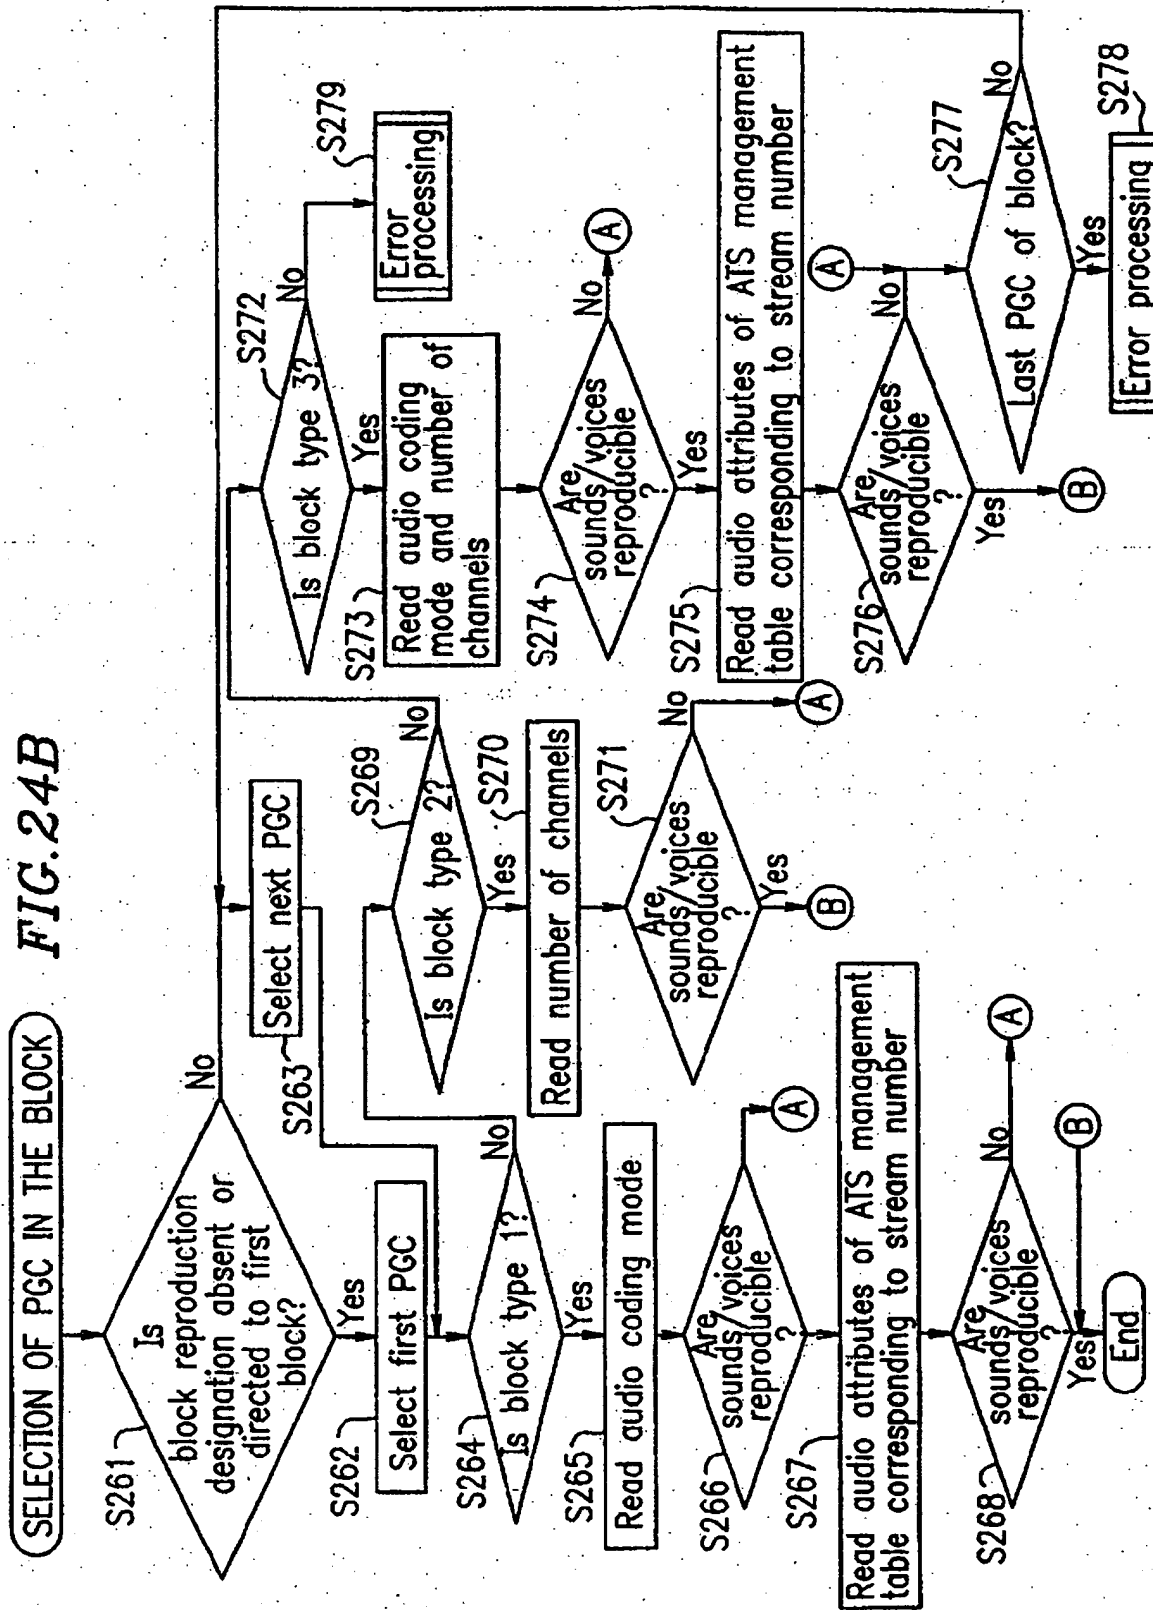 FIG. 24B
SELECTION OF PGC IN THE BLOCK
S261
Is
block reproduction
designation absent or
directed to first
block?
No
Yes
S262
Select first PGC
S263
Select next PGC
S264
Is block type 1?
No
Yes
S265
Read audio coding mode
S266
Are
sounds/voices
reproducible
?
A
S267
Read audio attributes of ATS management
table corresponding to stream number
S268
Are
sounds/voices
reproducible
?
No
A
Yes
B
End
S269
Is block type 2?
No
Yes
S270
Read number of channels
S271
Are
sounds/voices
reproducible
?
No
A
Yes
B
S272
Is block type 3?
No
Yes
S279
Error
processing
S273
Read audio coding
mode and number of
channels
S274
Are
sounds/voices
reproducible
?
No
A
Yes
S275
Read audio attributes of ATS management
table corresponding to stream number
S276
Are
sounds/voices
reproducible
?
No
A
Yes
B
S277
Last PGC of block?
No
Yes
S278
Error processing